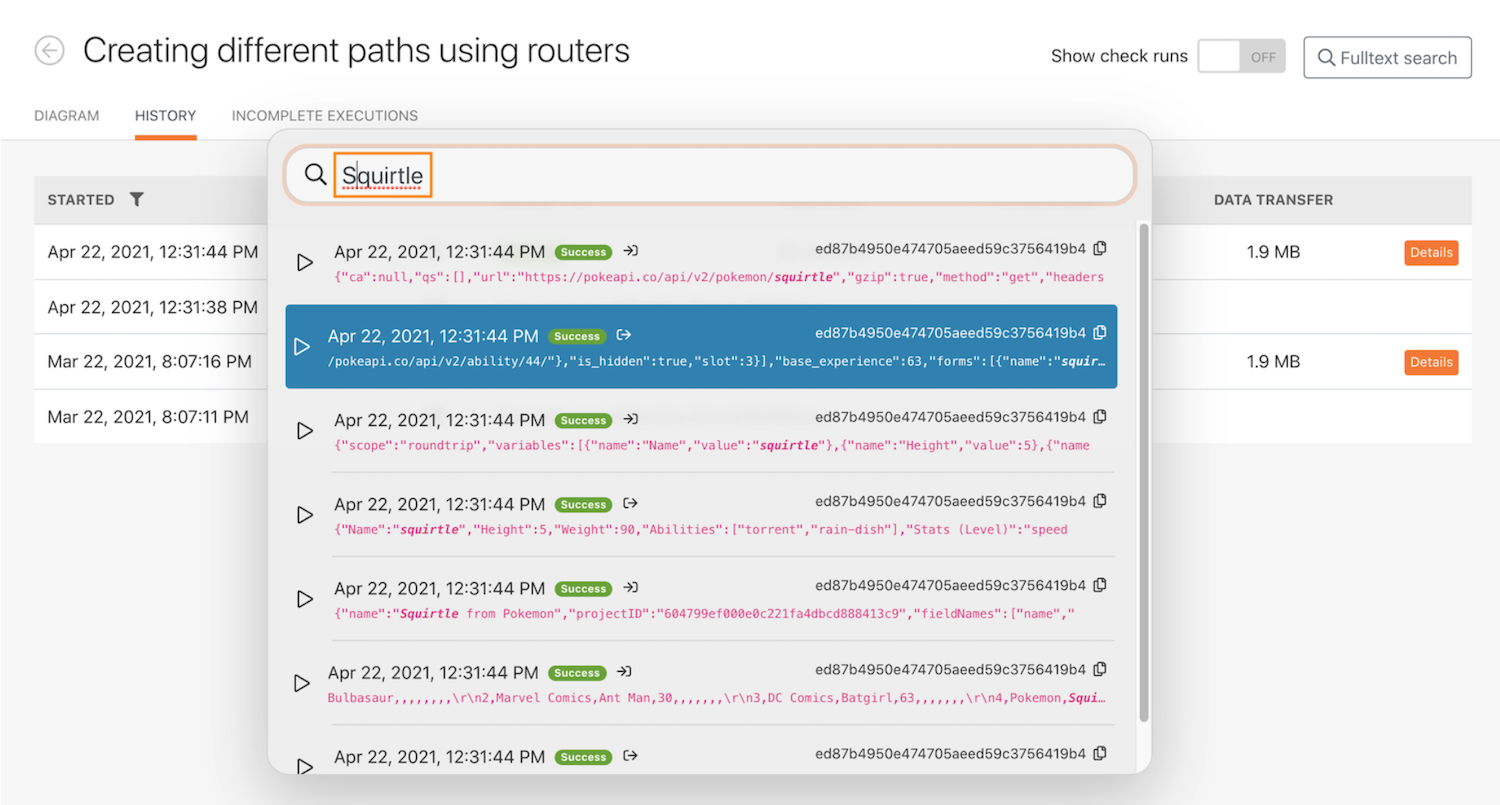 Creating different paths using routers
Show check runs OFF Fulltext search
DIAGRAM HISTORY INCOMPLETE EXECUTIONS
Squirtle
STARTED DATA TRANSFER
Apr 22, 2021, 12:31:44 PM 1.9 MB Details
Apr 22, 2021, 12:31:38 PM
Mar 22, 2021, 8:07:16 PM 1.9 MB Details
Mar 22, 2021, 8:07:11 PM
Apr 22, 2021, 12:31:44 PM Success ed87b4950e474705aeed59c3756419b4
{"ca":null,"qs":[],"url":"https://pokeapi.co/api/v2/pokemon/squirtle","gzip":true,"method":"get","headers
Apr 22, 2021, 12:31:44 PM Success ed87b4950e474705aeed59c3756419b4
/pokeapi.co/api/v2/ability/44/"},"is_hidden":true,"slot":3}],"base_experience":63,"forms":[{"name":"squir…
Apr 22, 2021, 12:31:44 PM Success ed87b4950e474705aeed59c3756419b4
{"scope":"roundtrip","variables":[{"name":"Name","value":"squirtle"},{"name":"Height","value":5},{"name
Apr 22, 2021, 12:31:44 PM Success ed87b4950e474705aeed59c3756419b4
{"Name":"squirtle","Height":5,"Weight":90,"Abilities":["torrent","rain-dish"],"Stats (Level)":"speed
Apr 22, 2021, 12:31:44 PM Success ed87b4950e474705aeed59c3756419b4
{"name":"Squirtle from Pokemon","projectID":"604799ef000e0c221fa4dbcd888413c9","fieldNames":["name","
Apr 22, 2021, 12:31:44 PM Success ed87b4950e474705aeed59c3756419b4
Bulbasaur,,,,,,,,\r\n2,Marvel Comics,Ant Man,30,,,,,,,\r\n3,DC Comics,Batgirl,63,,,,,,,\r\n4,Pokemon,Squi…
Apr 22, 2021, 12:31:44 PM Success ed87b4950e474705aeed59c3756419b4